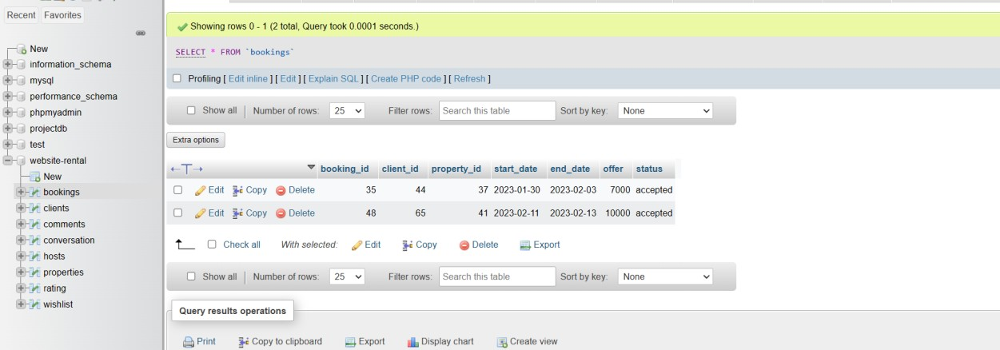 Recent Favorites
New
information_schema
mysql
performance_schema
phpmyadmin
projectdb
test
website-rental
New
bookings
clients
comments
conversation
hosts
properties
rating
wishlist
Showing rows 0 - 1 (2 total, Query took 0.0001 seconds.)
SELECT * FROM `bookings`
Profiling [ Edit inline ] [ Edit ] [ Explain SQL ] [ Create PHP code ] [ Refresh ]
Show all Number of rows: 25 Filter rows: Search this table Sort by key: None
Extra options
←T→ booking_id client_id property_id start_date end_date offer status
Edit Copy Delete 35 44 37 2023-01-30 2023-02-03 7000 accepted
Edit Copy Delete 48 65 41 2023-02-11 2023-02-13 10000 accepted
Check all With selected: Edit Copy Delete Export
Show all Number of rows: 25 Filter rows: Search this table Sort by key: None
Query results operations
Print Copy to clipboard Export Display chart Create view